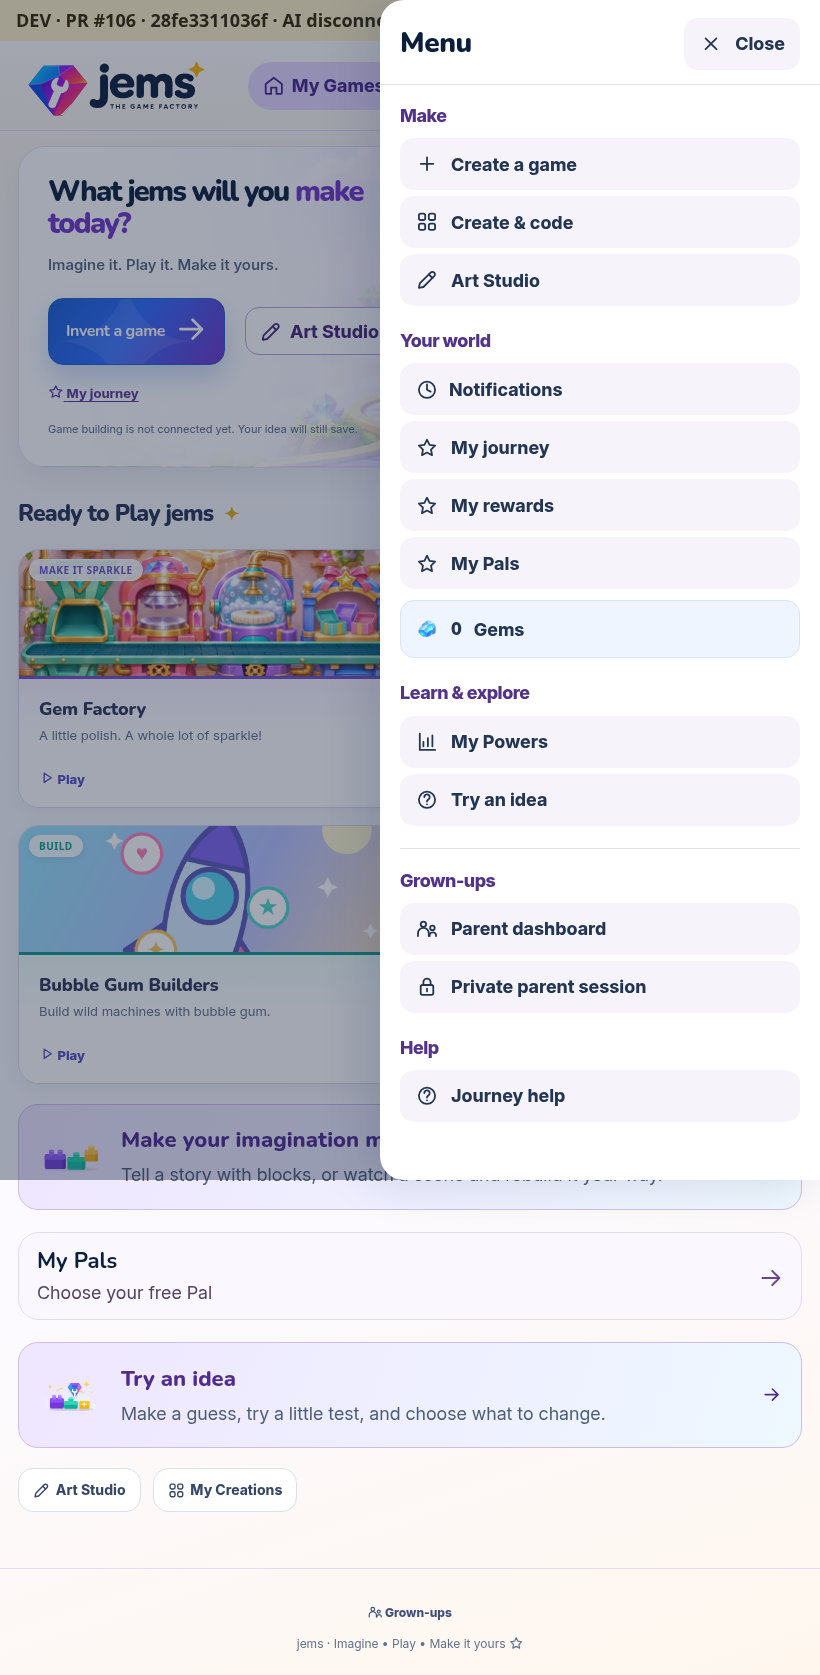 DEV · PR #106 · 28fe3311036f · AI
jems
THE GAME FACTORY
My Games
What jems will you make
today?
Imagine it. Play it. Make it yours.
Invent a game
Art Studio
My journey
Game building is not connected yet. Your idea will still save.
Ready to Play jems
MAKE IT SPARKLE
Gem Factory
A little polish. A whole lot of sparkle!
Play
BUILD
Bubble Gum Builders
Build wild machines with bubble gum.
Play
Make your imagination
Tell a story with blocks, or watch a scene and rebuild it your way.
Menu
Close
Make
Create a game
Create & code
Art Studio
Your world
Notifications
My journey
My rewards
My Pals
0 Gems
Learn & explore
My Powers
Try an idea
Grown-ups
Parent dashboard
Private parent session
Help
Journey help
My Pals
Choose your free Pal
Try an idea
Make a guess, try a little test, and choose what to change.
Art Studio
My Creations
Grown-ups
jems · Imagine • Play • Make it yours